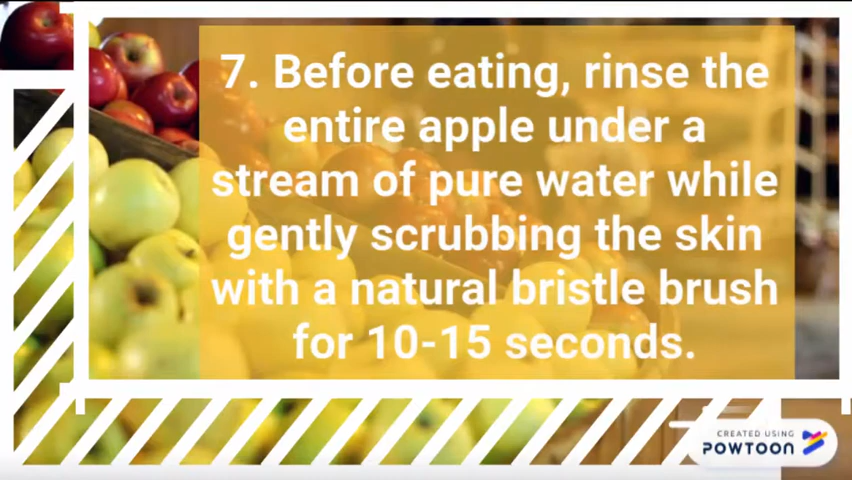 7. Before eating, rinse the
entire apple under a
stream of pure water while
gently scrubbing the skin
with a natural bristle brush
for 10-15 seconds.
CREATED USING
POWTOON